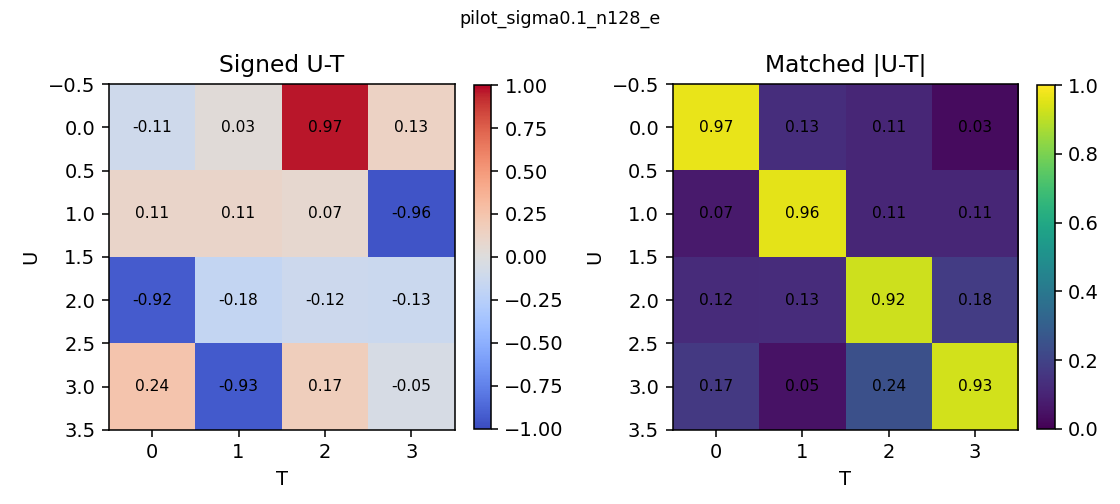 pilot_sigma0.1_n128_e
Signed U-T
−0.5
0.0
0.5
1.0
1.5
2.0
2.5
3.0
3.5
U
-0.11 0.03 0.97 0.13
0.11 0.11 0.07 -0.96
-0.92 -0.18 -0.12 -0.13
0.24 -0.93 0.17 -0.05
0 1 2 3
T
1.00
0.75
0.50
0.25
0.00
−0.25
−0.50
−0.75
−1.00
Matched |U-T|
−0.5
0.0
0.5
1.0
1.5
2.0
2.5
3.0
3.5
U
0.97 0.13 0.11 0.03
0.07 0.96 0.11 0.11
0.12 0.13 0.92 0.18
0.17 0.05 0.24 0.93
0 1 2 3
T
1.0
0.8
0.6
0.4
0.2
0.0